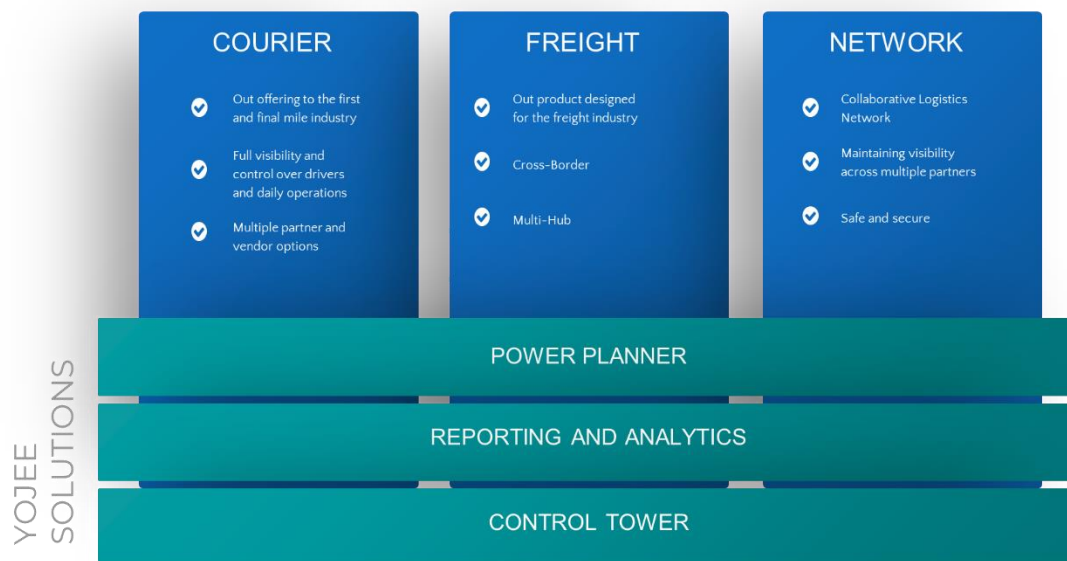 COURIER
Out offering to the first
and final mile industry
Full visibility and
control over drivers
and daily operations
Multiple partner and
vendor options
FREIGHT
Out product designed
for the freight industry
Cross-Border
Multi-Hub
NETWORK
Collaborative Logistics
Network
Maintaining visibility
across multiple partners
Safe and secure
POWER PLANNER
REPORTING AND ANALYTICS
CONTROL TOWER
YOJEE
SOLUTIONS